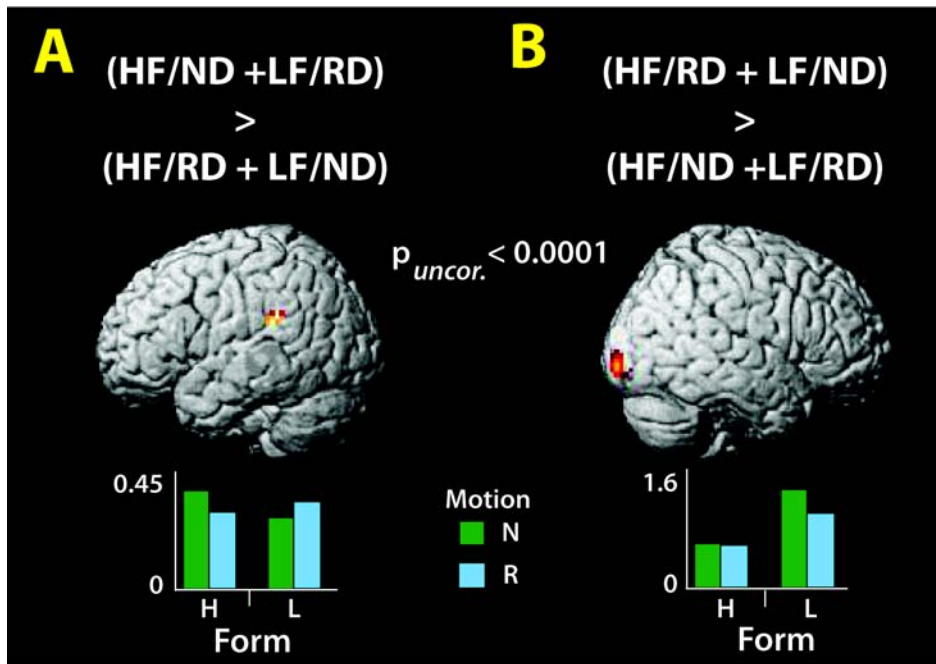 A
(HF/ND +LF/RD)
>
(HF/RD + LF/ND)
B
(HF/RD + LF/ND)
>
(HF/ND +LF/RD)
p uncor. < 0.0001
0.45
0
H L
Form
Motion
N
R
1.6
0
H L
Form